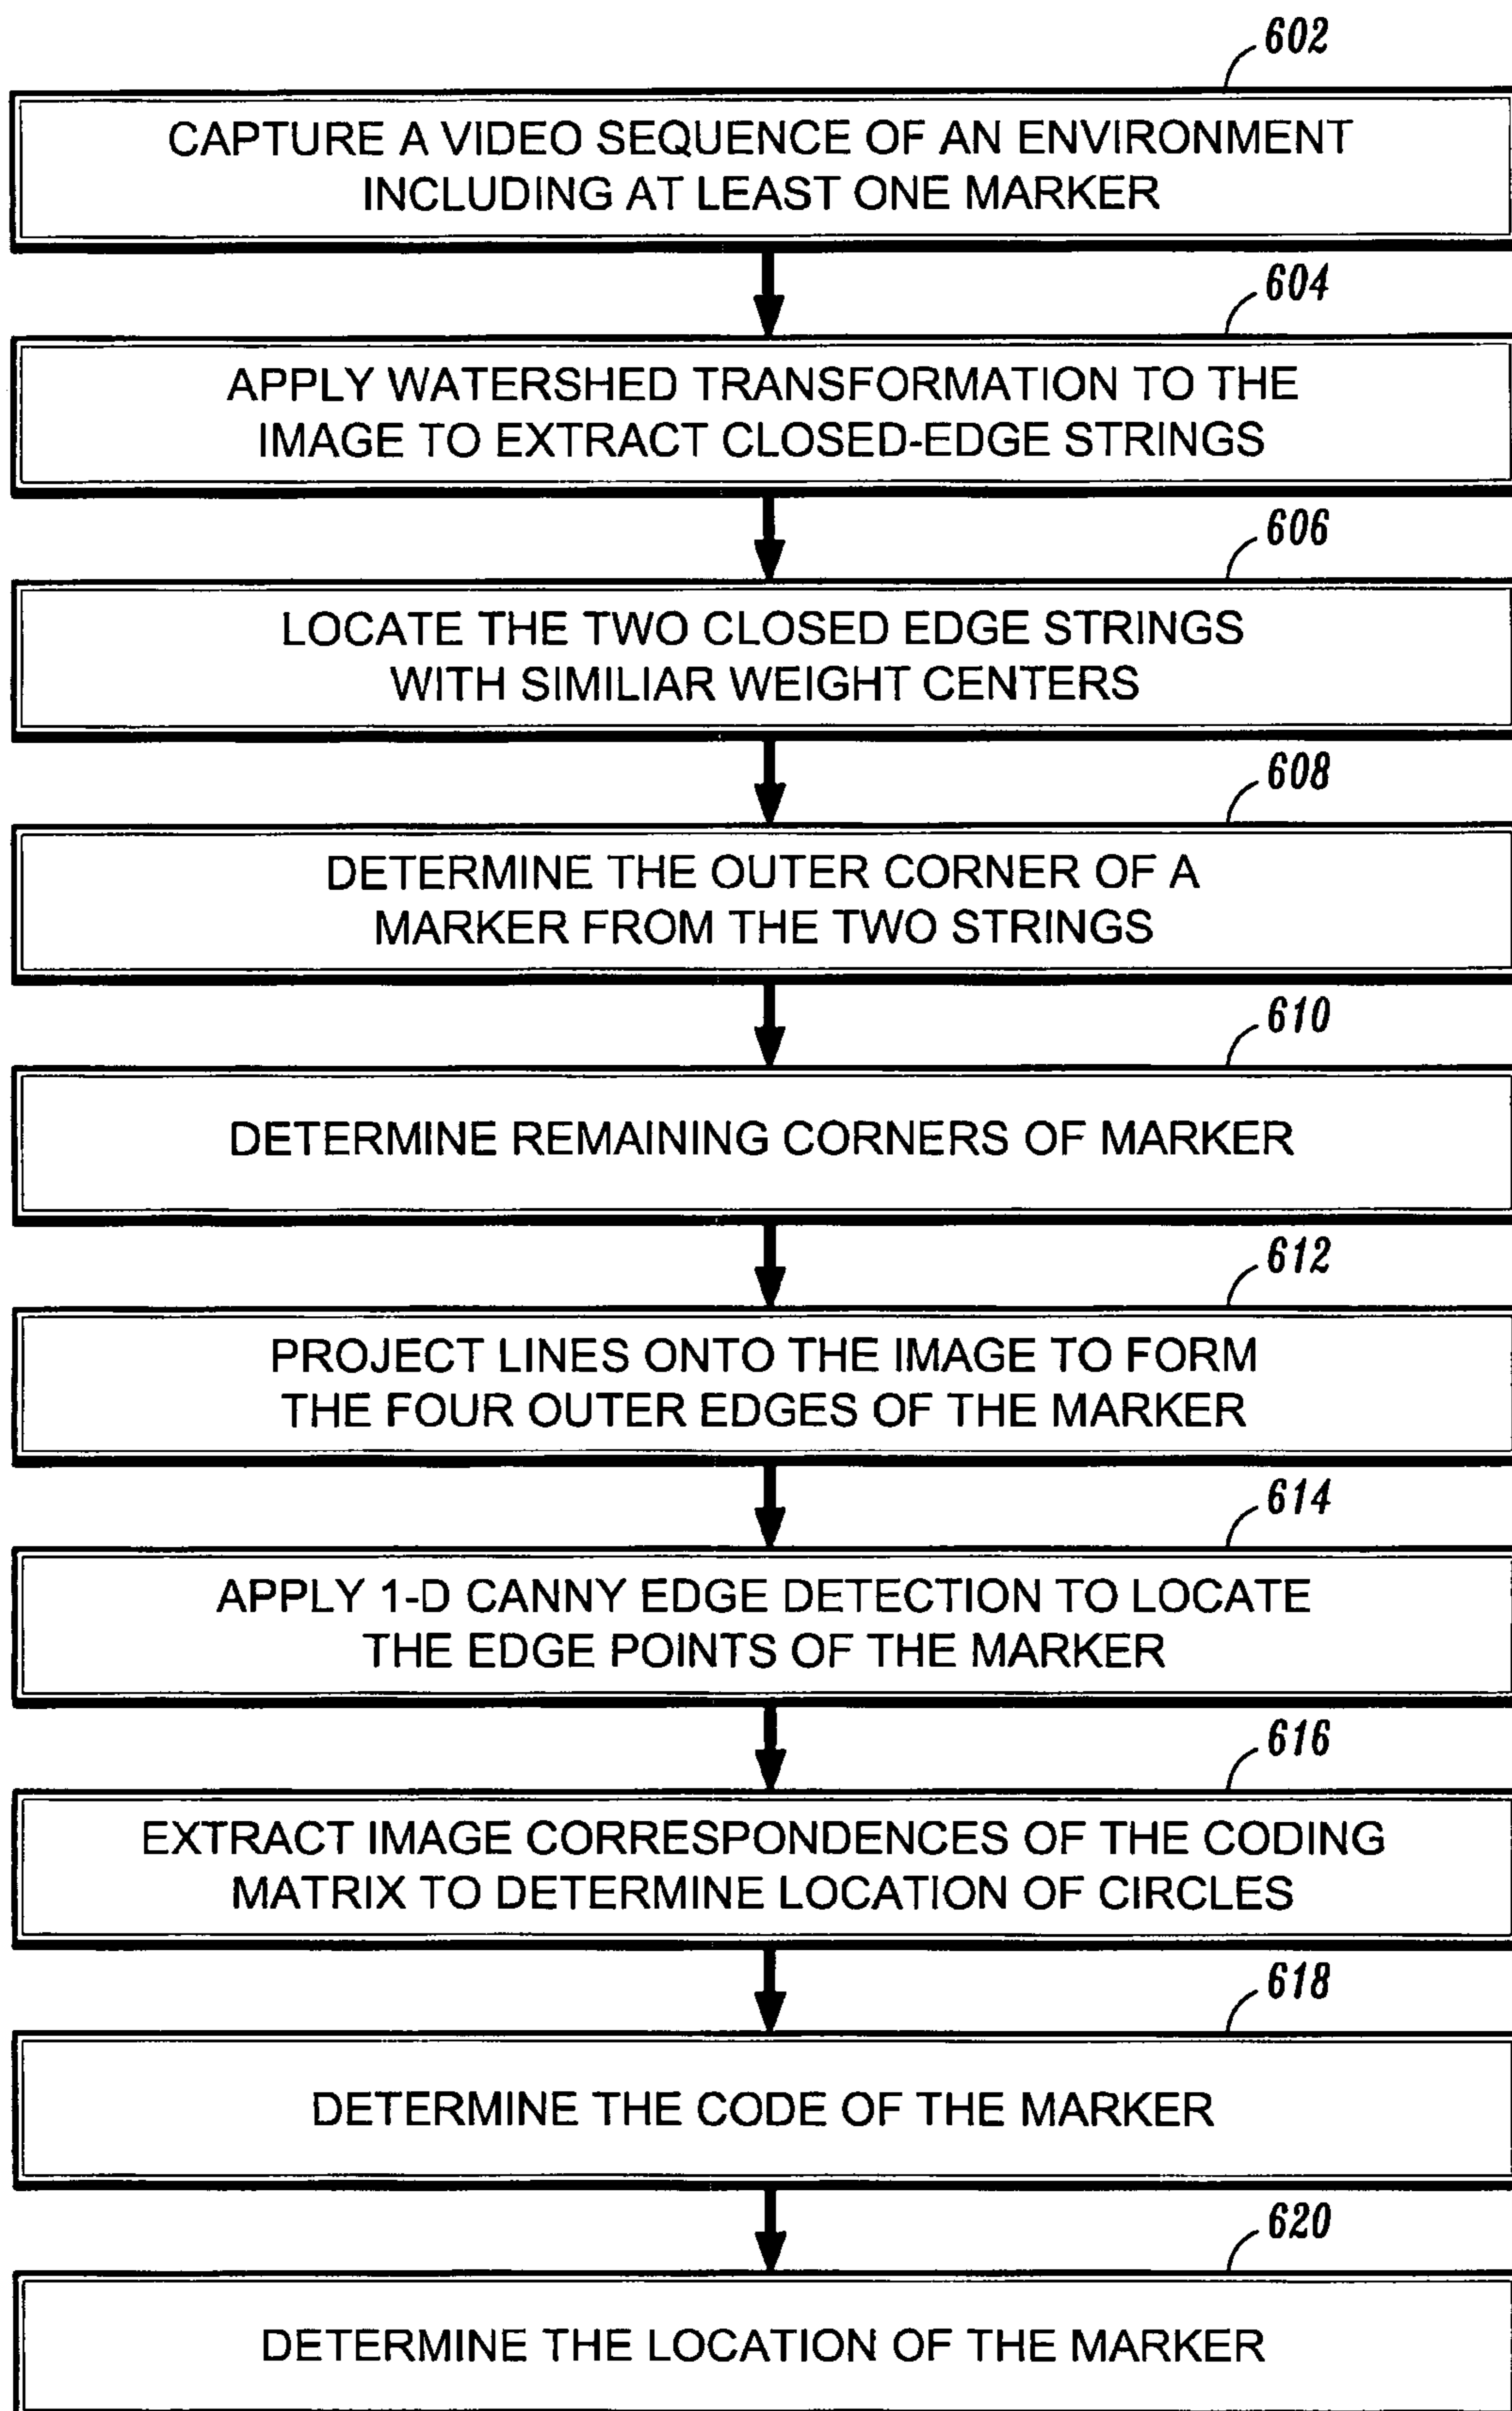 602
CAPTURE A VIDEO SEQUENCE OF AN ENVIRONMENT
INCLUDING AT LEAST ONE MARKER
604
APPLY WATERSHED TRANSFORMATION TO THE
IMAGE TO EXTRACT CLOSED-EDGE STRINGS
606
LOCATE THE TWO CLOSED EDGE STRINGS
WITH SIMILIAR WEIGHT CENTERS
608
DETERMINE THE OUTER CORNER OF A
MARKER FROM THE TWO STRINGS
610
DETERMINE REMAINING CORNERS OF MARKER
612
PROJECT LINES ONTO THE IMAGE TO FORM
THE FOUR OUTER EDGES OF THE MARKER
614
APPLY 1-D CANNY EDGE DETECTION TO LOCATE
THE EDGE POINTS OF THE MARKER
616
EXTRACT IMAGE CORRESPONDENCES OF THE CODING
MATRIX TO DETERMINE LOCATION OF CIRCLES
618
DETERMINE THE CODE OF THE MARKER
620
DETERMINE THE LOCATION OF THE MARKER